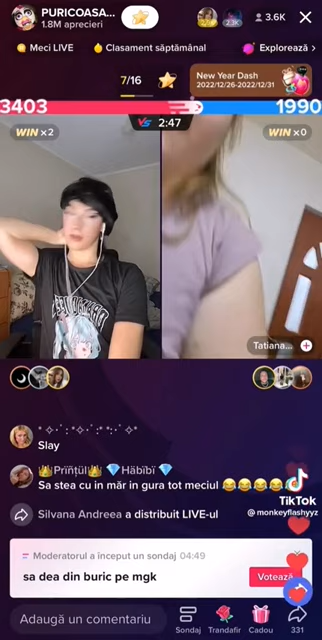 PURICOASA...
1.8M aprecieri
3.6K
Meci LIVE
Clasament săptămânal
Explorează >
7/16
New Year Dash
2022/12/26-2022/12/31
3403
VS 2:47
1990
WIN ×2
WIN ×0
Tatiana...
Slay
Prințul Häbïbï
Sa stea cu in măr in gura tot meciul
TikTok
@monkeyflashyyz
Silvana Andreea a distribuit LIVE-ul
Moderatorul a început un sondaj 04:49
sa dea din buric pe mgk
Votează
Adaugă un comentariu
Sondaj
Trandafir
Cadou
331